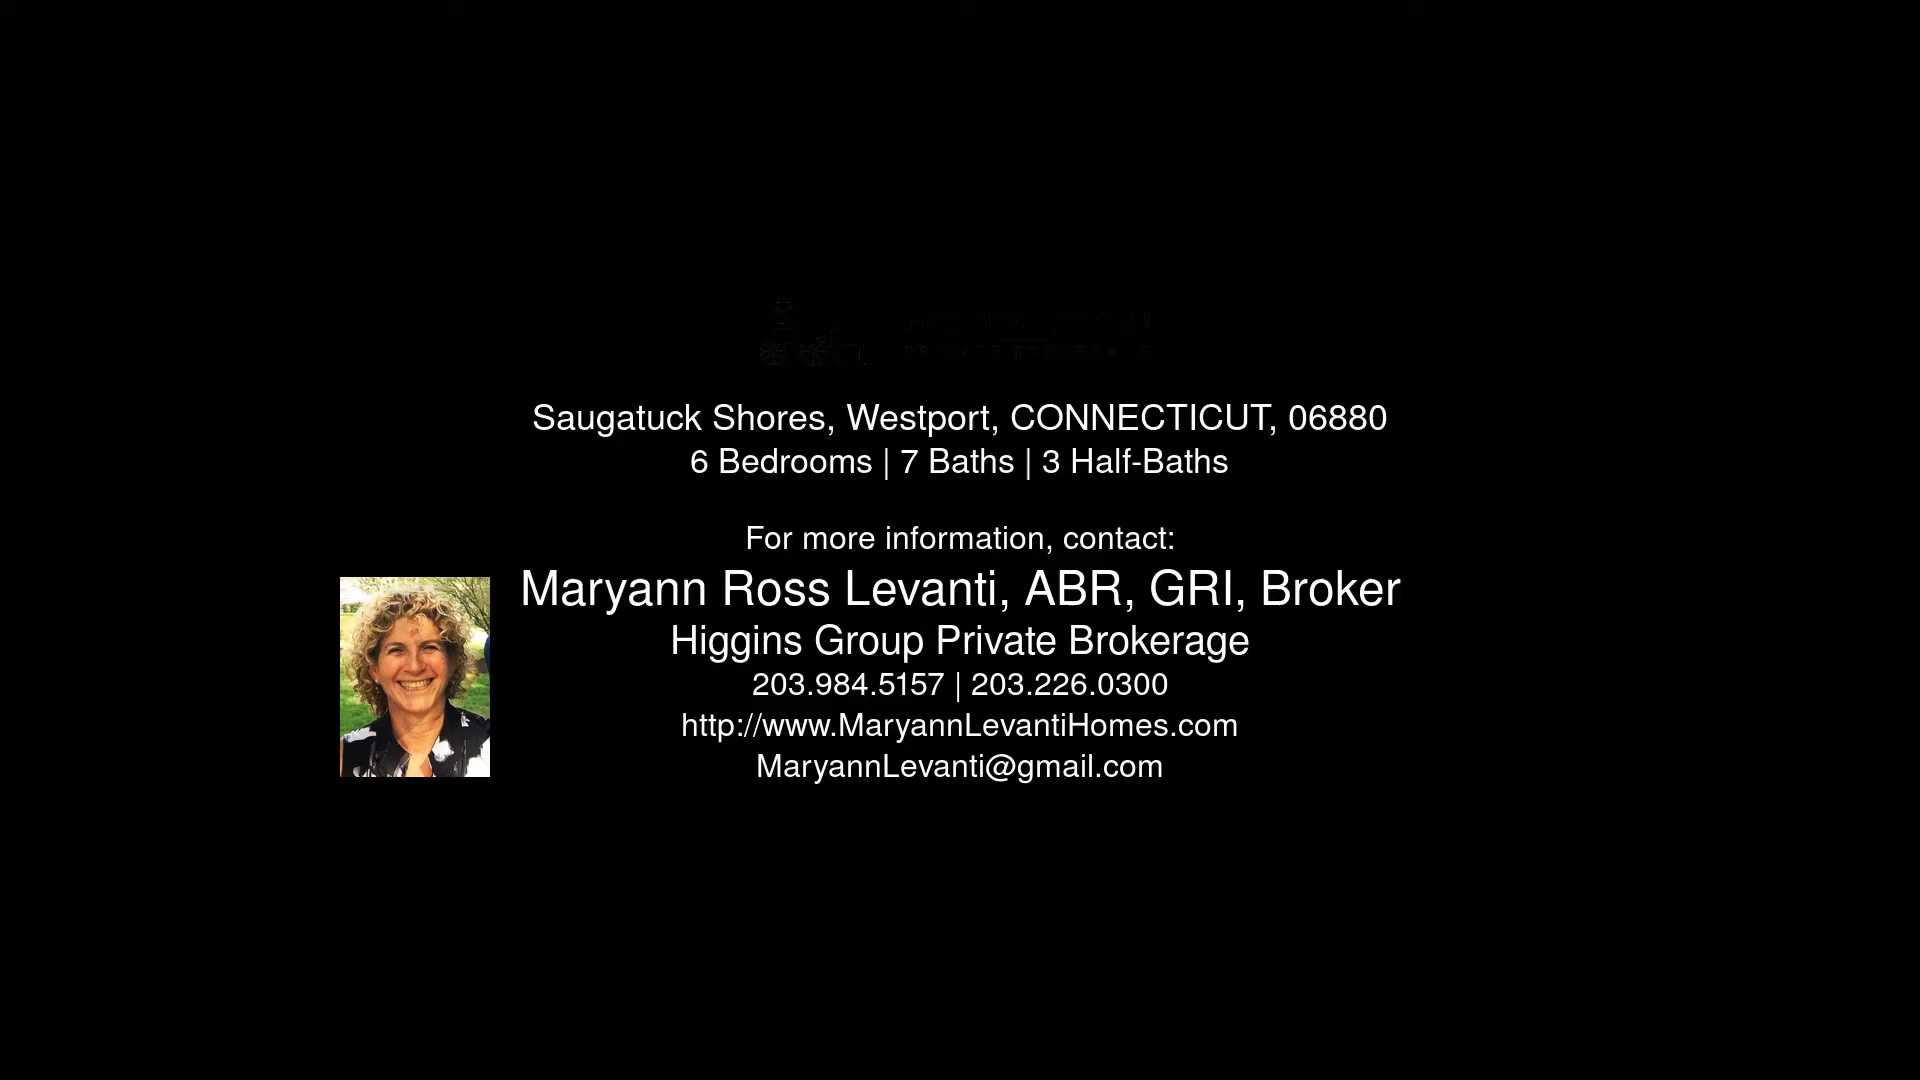 Saugatuck Shores, Westport, CONNECTICUT, 06880
6 Bedrooms | 7 Baths | 3 Half-Baths
For more information, contact:
Maryann Ross Levanti, ABR, GRI, Broker
Higgins Group Private Brokerage
203.984.5157 | 203.226.0300
http://www.MaryannLevantiHomes.com
MaryannLevanti@gmail.com